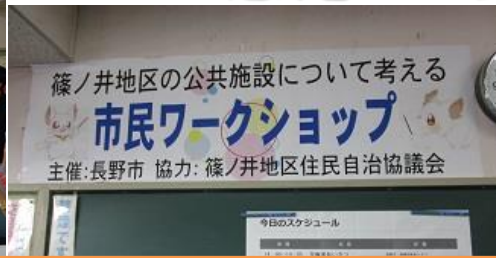 篠ノ井地区の公共施設について考える
市民ワークショップ
主催:長野市 協力: 篠ノ井地区住民自治協議会
今日のスケジュール